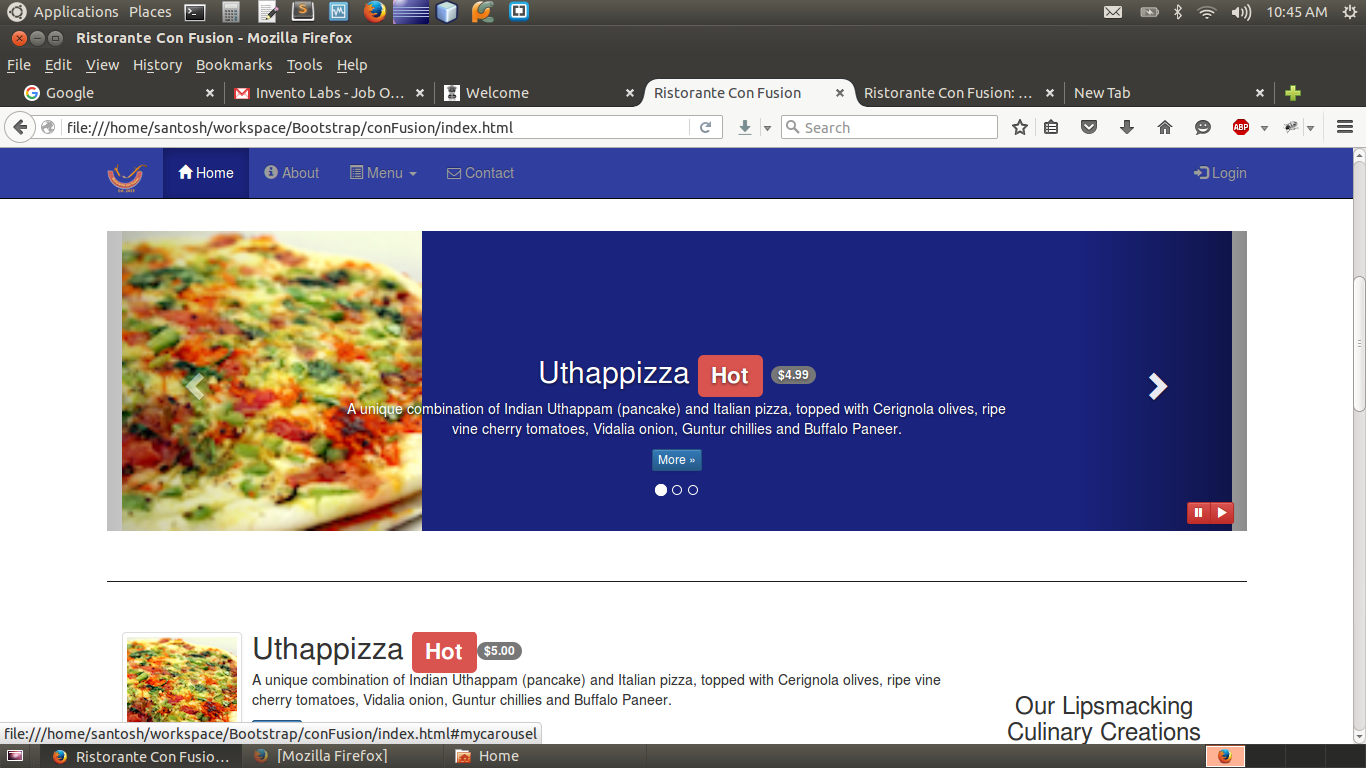 Applications Places 10:45 AM
Ristorante Con Fusion - Mozilla Firefox
File Edit View History Bookmarks Tools Help
Google Invento Labs - Job O... Welcome Ristorante Con Fusion Ristorante Con Fusion: ... New Tab
file:///home/santosh/workspace/Bootstrap/conFusion/index.html Search ABP
Home About Menu Contact Login
Uthappizza Hot $4.99
A unique combination of Indian Uthappam (pancake) and Italian pizza, topped with Cerignola olives, ripe
vine cherry tomatoes, Vidalia onion, Guntur chillies and Buffalo Paneer.
More »
Uthappizza Hot $5.00
A unique combination of Indian Uthappam (pancake) and Italian pizza, topped with Cerignola olives, ripe vine
cherry tomatoes, Vidalia onion, Guntur chillies and Buffalo Paneer.
Our Lipsmacking
Culinary Creations
file:///home/santosh/workspace/Bootstrap/conFusion/index.html#mycarousel
Ristorante Con Fusio... [Mozilla Firefox] Home